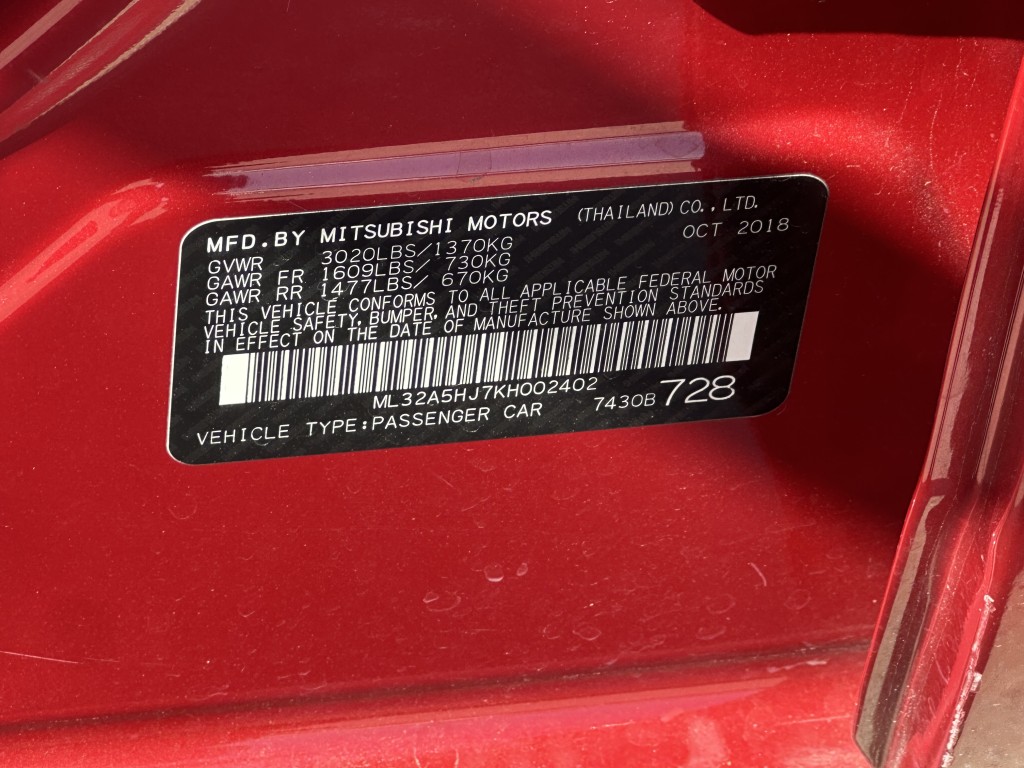 MFD.BY MITSUBISHI MOTORS (THAILAND) CO., LTD.
OCT 2018
GVWR 3020LBS/1370KG
GAWR FR 1609LBS/ 730KG
GAWR RR 1477LBS/ 670KG
THIS VEHICLE CONFORMS TO ALL APPLICABLE FEDERAL MOTOR
VEHICLE SAFETY, BUMPER, AND THEFT PREVENTION STANDARDS
IN EFFECT ON THE DATE OF MANUFACTURE SHOWN ABOVE.
ML32A5HJ7KH002402
VEHICLE TYPE:PASSENGER CAR 7430B 728